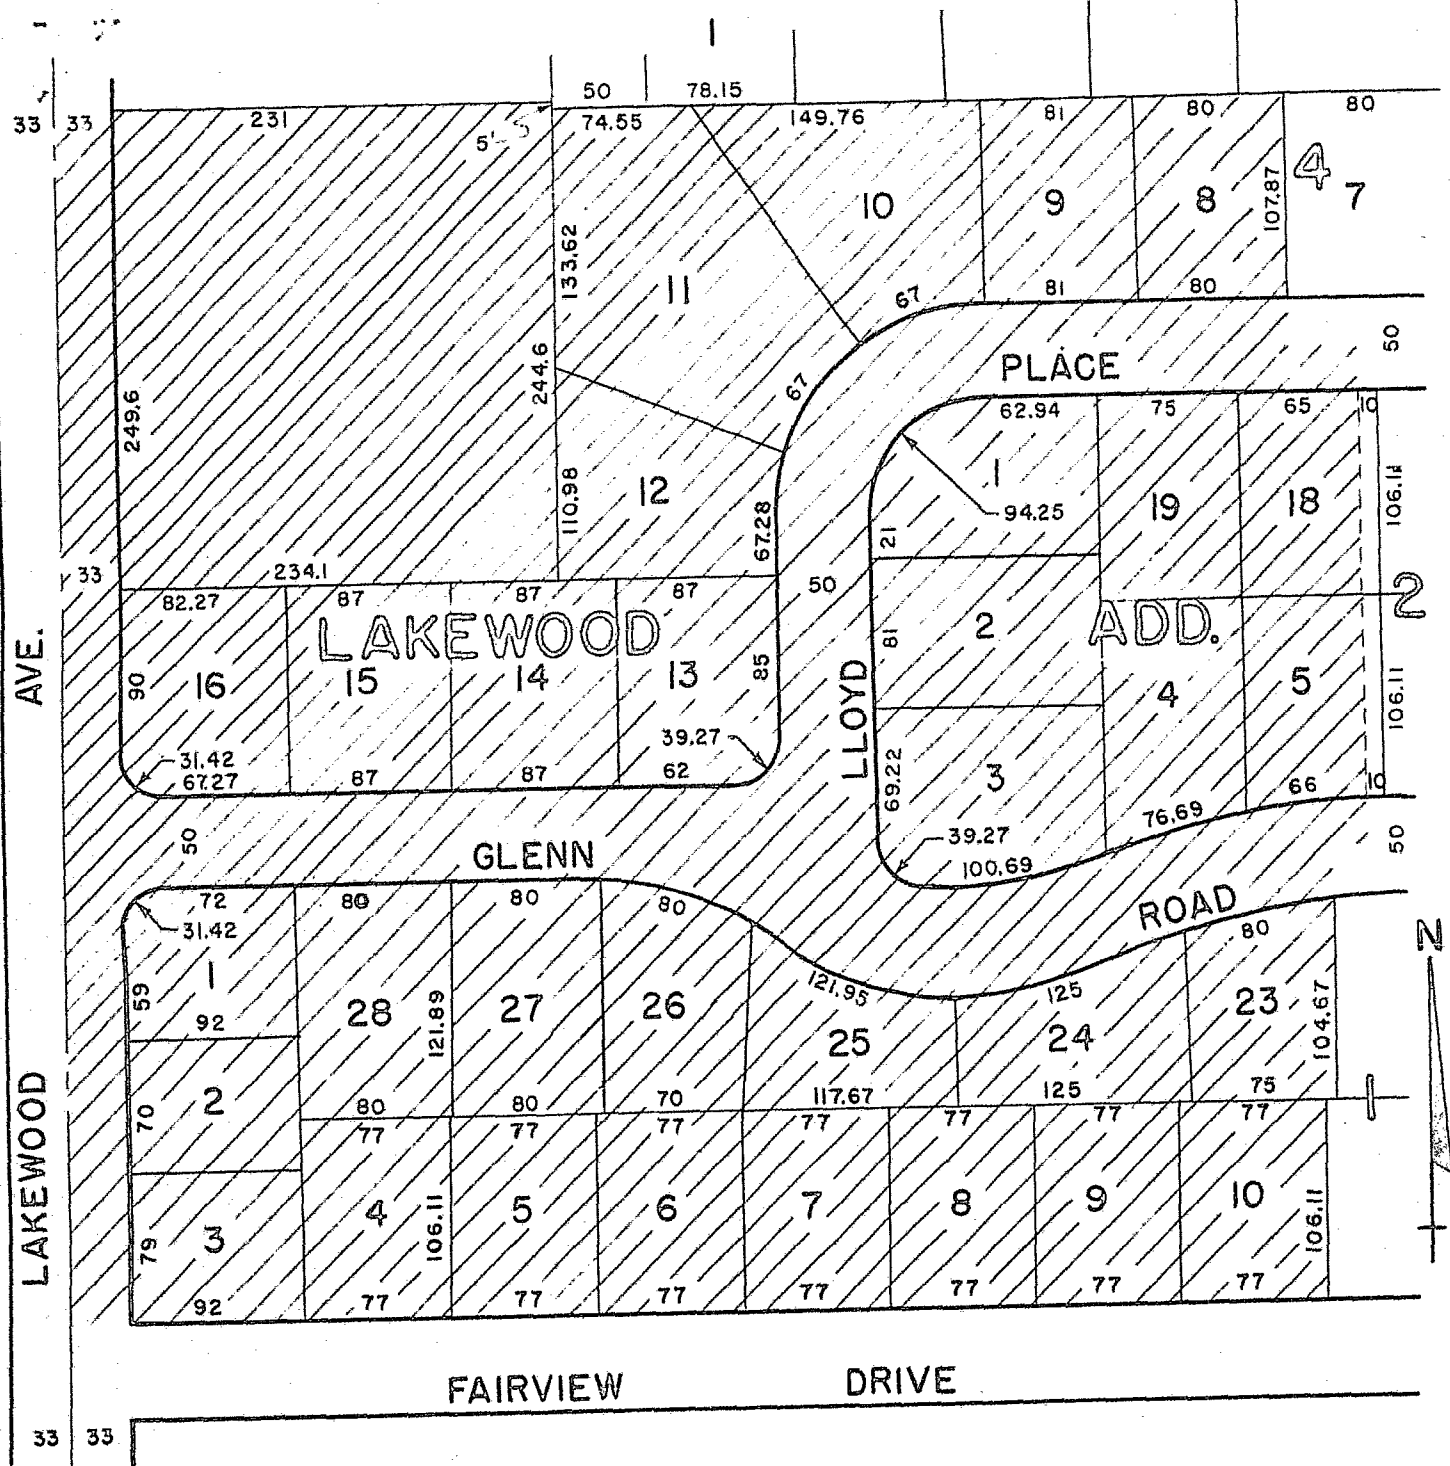 1
50 78.15
33 33 231 5' 74.55 149.76 81 80 80
133.62 11 10 9 8 107.87 4 7
67 81 80
249.6 244.6 67 PLACE 50
62.94 75 65 10
110.98 12 67.28 1 94.25 19 18 106.11
21
33 234.1 50
82.27 87 87 87
LAKEWOOD ADD. 2
AVE. 90 16 15 14 13 85 81 2 4 5 106.11
LLOYD
31.42 39.27 69.22 3
67.27 87 87 62 76.69 66 10
50 GLENN 39.27 100.69 50
72 80 80 80 ROAD 80
31.42 N
59 1 28 121.89 27 26 121.95 125 23 104.67
92 25 24
70 2 80 80 70 117.67 125 75 1
77 77 77 77 77 77 77
LAKEWOOD 79 3 4 106.11 5 6 7 8 9 10 106.11
92 77 77 77 77 77 77 77
FAIRVIEW DRIVE
33 33